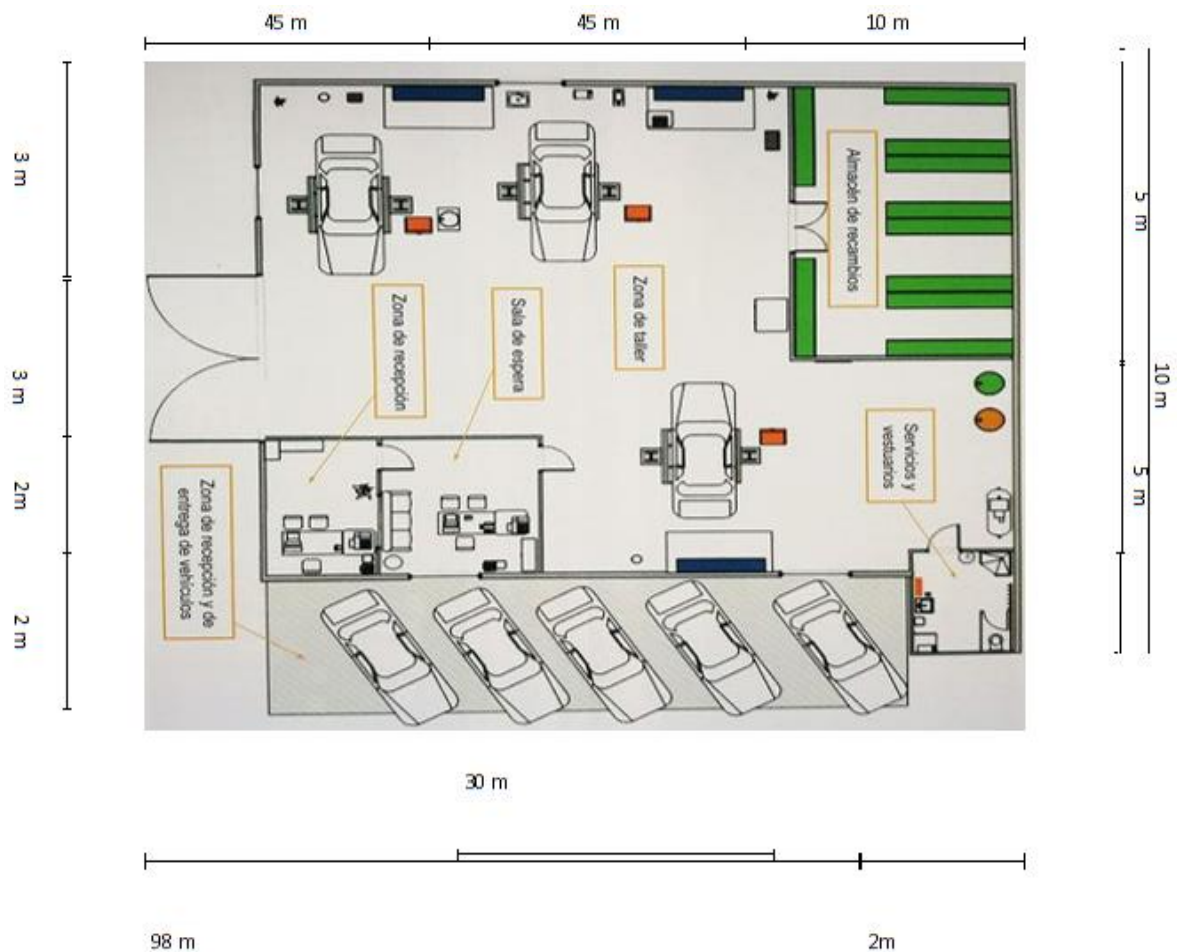 45 m
45 m
10 m
3 m
3 m
2m
2 m
5 m
5 m
10 m
Almacén de recambios
Zona de taller
Sala de espera
Zona de recepción
Servicios y
vestuarios
Zona de recepción y de
entrega de vehículos
30 m
98 m
2m